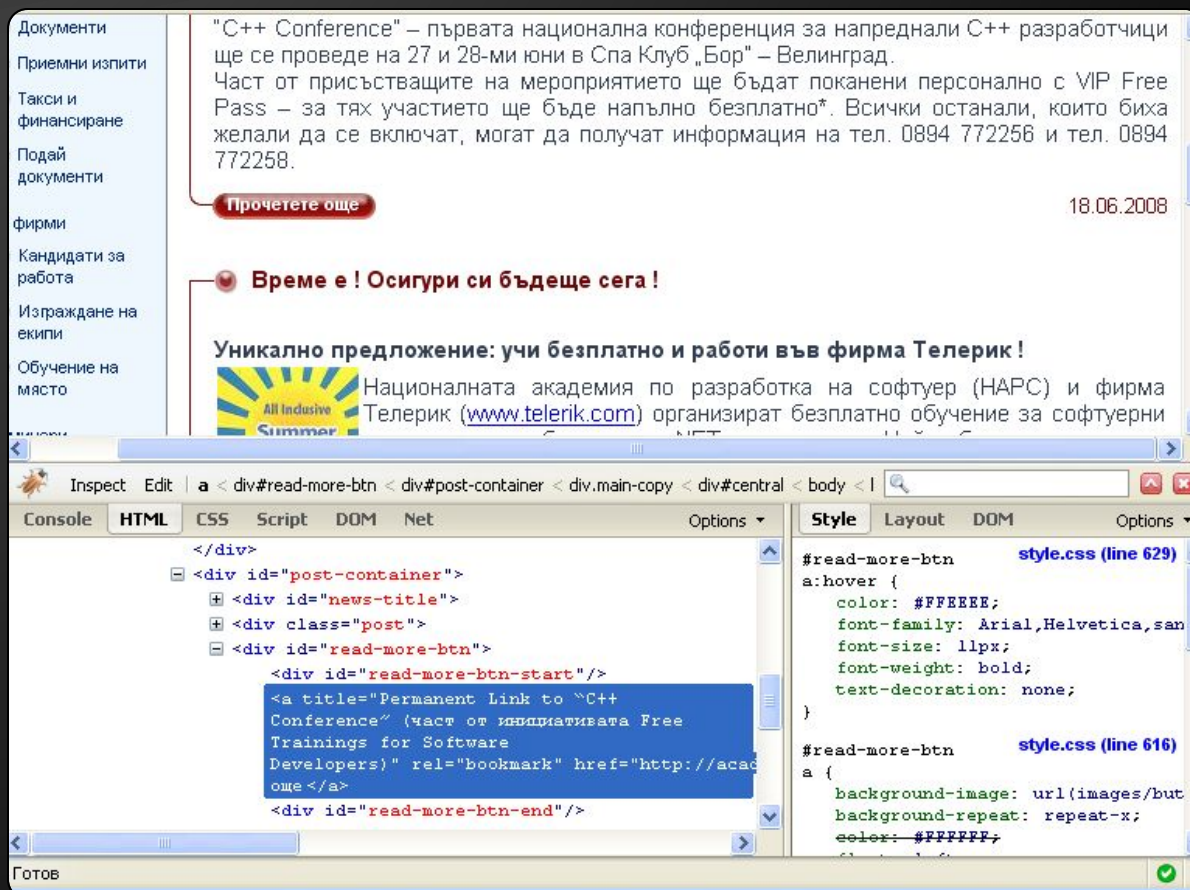 Документи
Приемни изпити
Такси и
финансиране
Подай
документи
фирми
Кандидати за
работа
Изграждане на
екипи
Обучение на
място
"C++ Conference" – първата национална конференция за напреднали C++ разработчици
ще се проведе на 27 и 28-ми юни в Спа Клуб „Бор" – Велинград.
Част от присъстващите на мероприятието ще бъдат поканени персонално с VIP Free
Pass – за тях участието ще бъде напълно безплатно*. Всички останали, които биха
желали да се включат, могат да получат информация на тел. 0894 772256 и тел. 0894
772258.
Прочетете още
18.06.2008
Време е ! Осигури си бъдеще сега !
Уникално предложение: учи безплатно и работи във фирма Телерик !
All Inclusive
Summer
Националната академия по разработка на софтуер (НАРС) и фирма
Телерик (www.telerik.com) организират безплатно обучение за софтуерни
Inspect Edit | a < div#read-more-btn < div#post-container < div.main-copy < div#central < body < l
Console HTML CSS Script DOM Net Options
</div>
<div id="post-container">
<div id="news-title">
<div class="post">
<div id="read-more-btn">
<div id="read-more-btn-start"/>
<a title="Permanent Link to “C++
Conference” (част от инициативата Free
Trainings for Software
Developers)" rel="bookmark" href="http://acad
още</a>
<div id="read-more-btn-end"/>
Style Layout DOM Options
#read-more-btn style.css (line 629)
a:hover {
color: #FFEEEE;
font-family: Arial,Helvetica,san
font-size: 11px;
font-weight: bold;
text-decoration: none;
}
#read-more-btn style.css (line 616)
a {
background-image: url(images/but
background-repeat: repeat-x;
color: #FFFFFF;
Готов